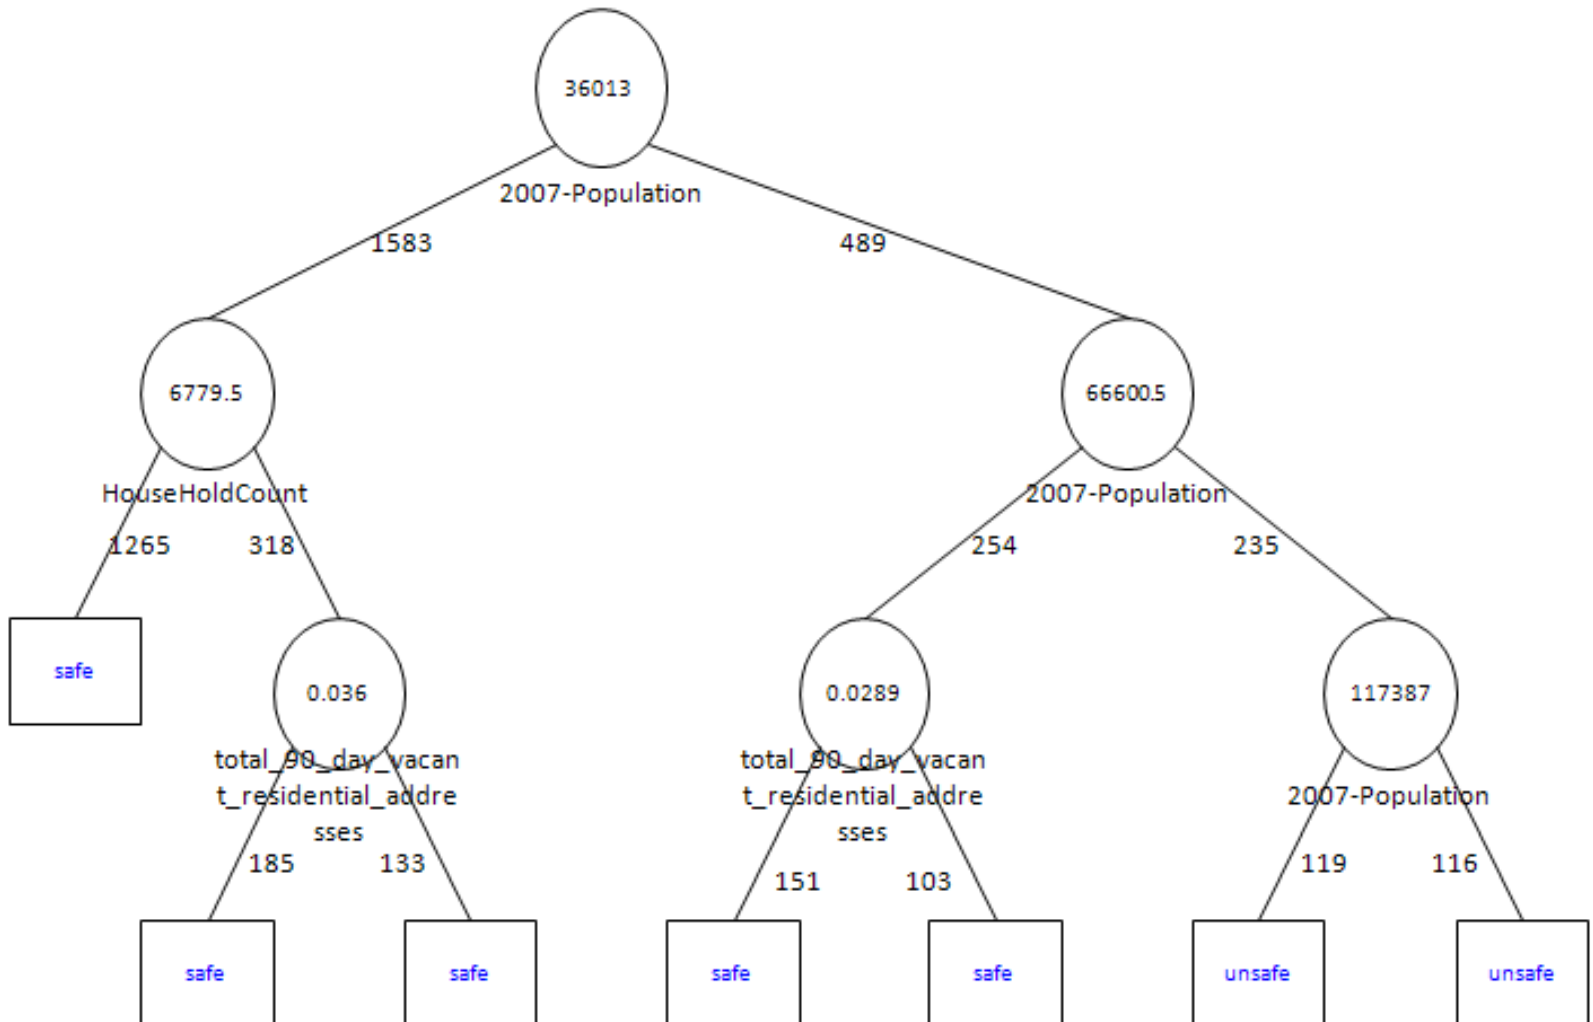 36013
2007-Population
1583
489
6779.5
66600.5
HouseHoldCount
2007-Population
1265
318
254
235
safe
0.036
0.0289
117387
total_90_day_vacan
t_residential_addre
sses
total_90_day_vacan
t_residential_addre
sses
2007-Population
185
133
151
103
119
116
safe
safe
safe
safe
unsafe
unsafe